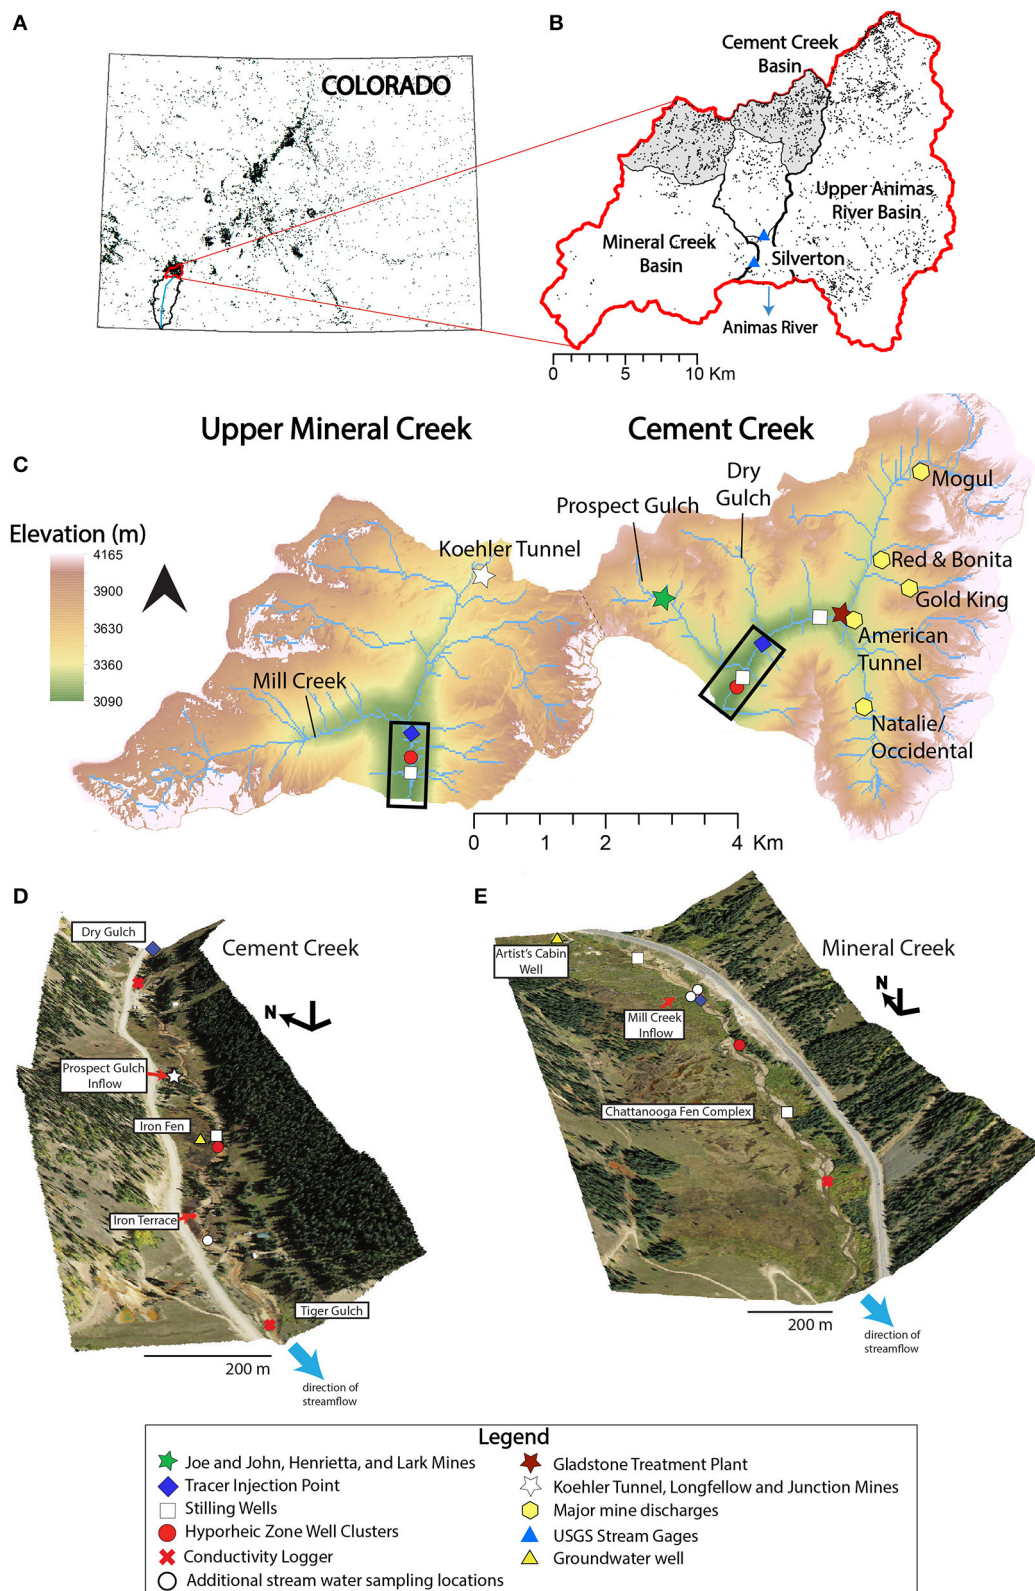 A
COLORADO
B
Cement Creek
Basin
Upper Animas
River Basin
Mineral Creek
Basin
Silverton
Animas River
0 5 10 Km
Upper Mineral Creek
Cement Creek
C
Elevation (m)
4165
3900
3630
3360
3090
Koehler Tunnel
Mill Creek
Prospect Gulch
Dry
Gulch
Mogul
Red & Bonita
Gold King
American
Tunnel
Natalie/
Occidental
0 1 2 4 Km
D
Dry Gulch
Cement Creek
N
Prospect Gulch
Inflow
Iron Fen
Iron Terrace
Tiger Gulch
200 m
direction of
streamflow
E
Artist's Cabin
Well
Mineral Creek
N
Mill Creek
Inflow
Chattanooga Fen Complex
200 m
direction of
streamflow
Legend
Joe and John, Henrietta, and Lark Mines
Tracer Injection Point
Stilling Wells
Hyporheic Zone Well Clusters
Conductivity Logger
Additional stream water sampling locations
Gladstone Treatment Plant
Koehler Tunnel, Longfellow and Junction Mines
Major mine discharges
USGS Stream Gages
Groundwater well